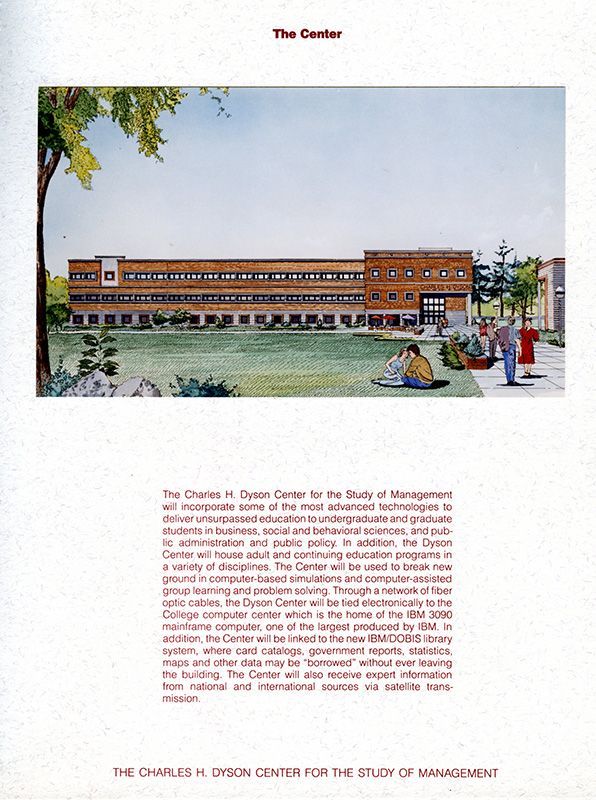 The Center
The Charles H. Dyson Center for the Study of Management
will incorporate some of the most advanced technologies to
deliver unsurpassed education to undergraduate and graduate
students in business, social and behavioral sciences, and pub-
lic administration and public policy. In addition, the Dyson
Center will house adult and continuing education programs in
a variety of disciplines. The Center will be used to break new
ground in computer-based simulations and computer-assisted
group learning and problem solving. Through a network of fiber
optic cables, the Dyson Center will be tied electronically to the
College computer center which is the home of the IBM 3090
mainframe computer, one of the largest produced by IBM. In
addition, the Center will be linked to the new IBM/DOBIS library
system, where card catalogs, government reports, statistics,
maps and other data may be “borrowed” without ever leaving
the building. The Center will also receive expert information
from national and international sources via satellite trans-
mission.
THE CHARLES H. DYSON CENTER FOR THE STUDY OF MANAGEMENT